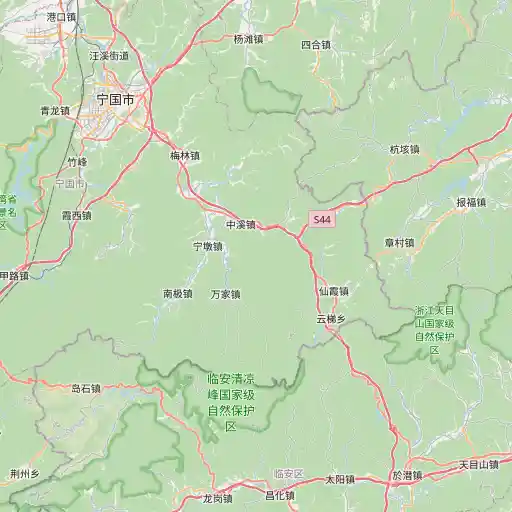 港口镇
杨滩镇
四合镇
汪溪街道
宁国市
青龙镇
杭垓镇
梅林镇
竹峰
宁国市
湾省
景名
区
报福镇
霞西镇
S44
中溪镇
宁墩镇
章村镇
甲路镇
南极镇
万家镇
仙霞镇
云梯乡
浙江天目
山国家级
自然保护
区
岛石镇
临安清凉
峰国家级
自然保护
区
荆州乡
临安区
太阳镇
於潜镇
天目山镇
龙岗镇
昌化镇